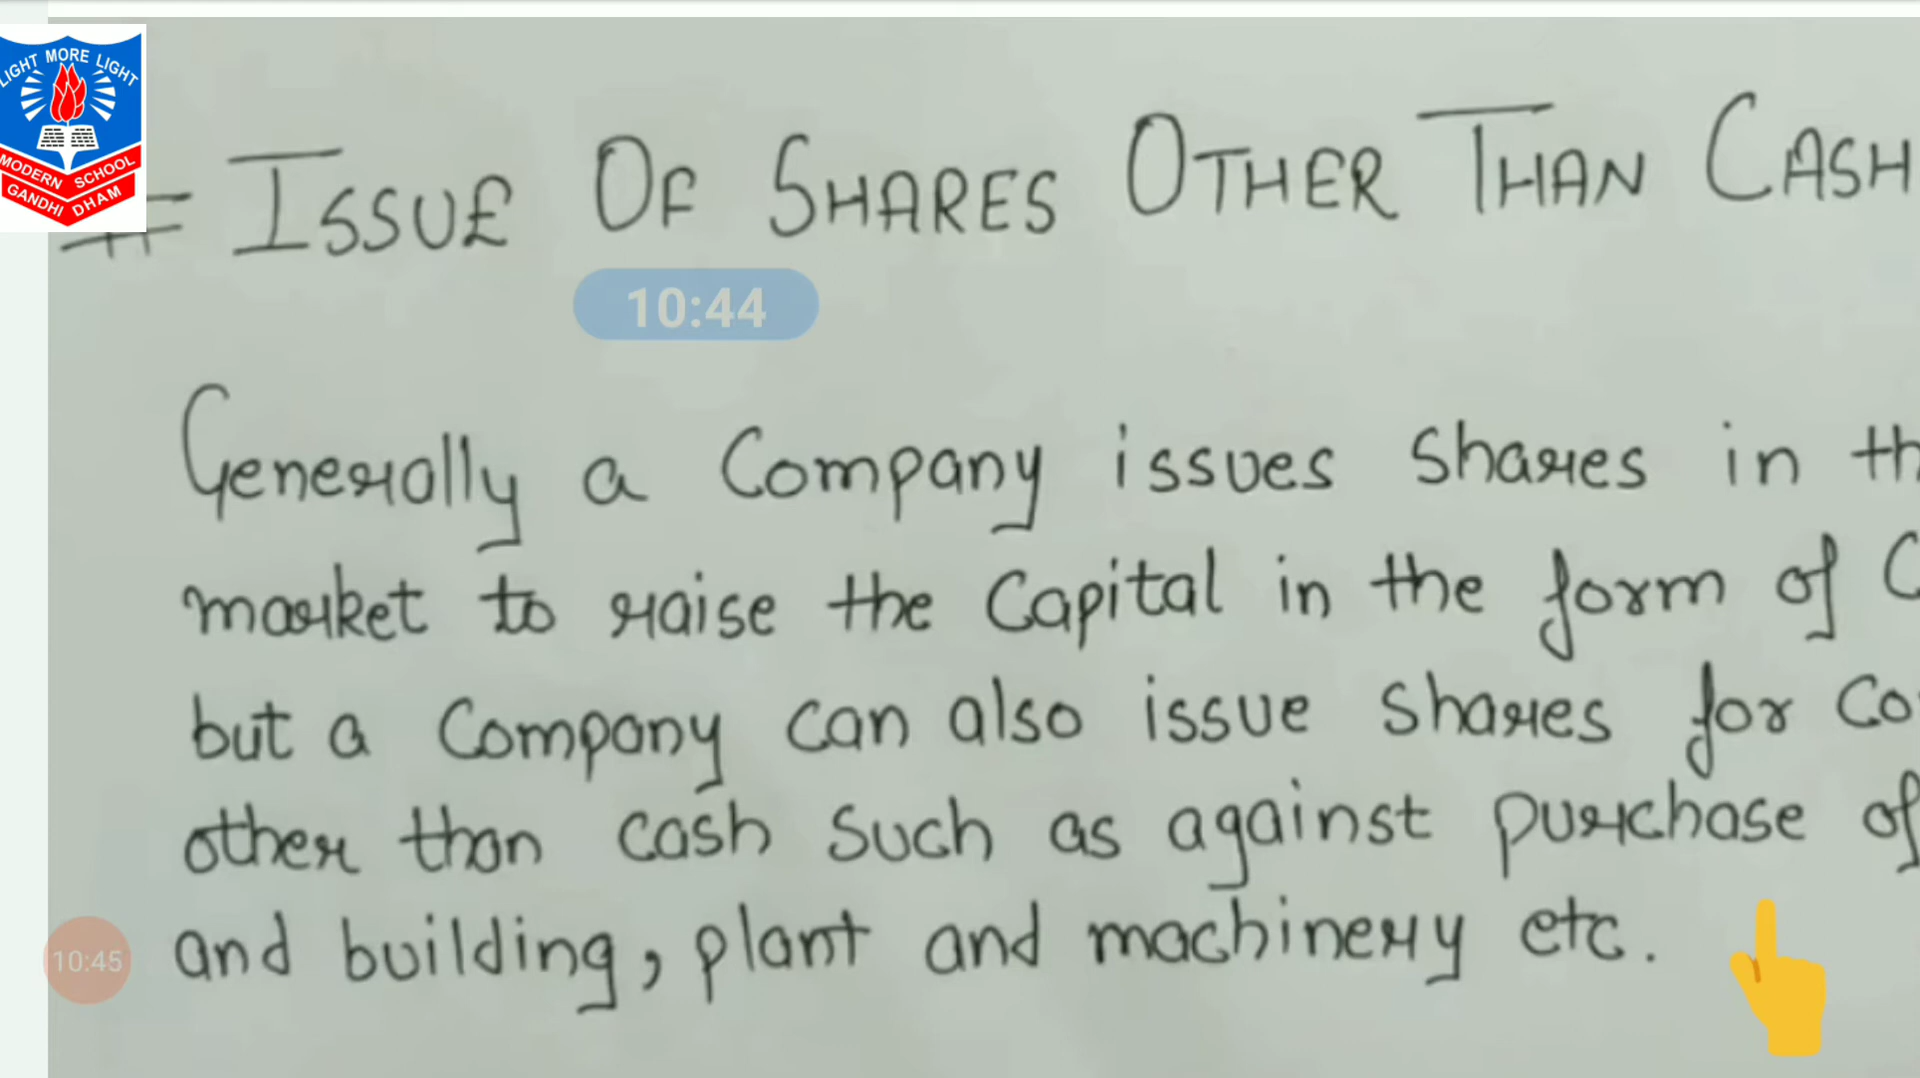 LIGHT MORE LIGHT
MODERN SCHOOL
GANDHI DHAM
# ISSUE OF SHARES OTHER THAN CASH
10:44
Generally a Company issues shares in
market to raise the Capital in the form of
but a Company can also issue shares for
other than cash such as against purchase of
and building, plant and machinery etc.
10:45